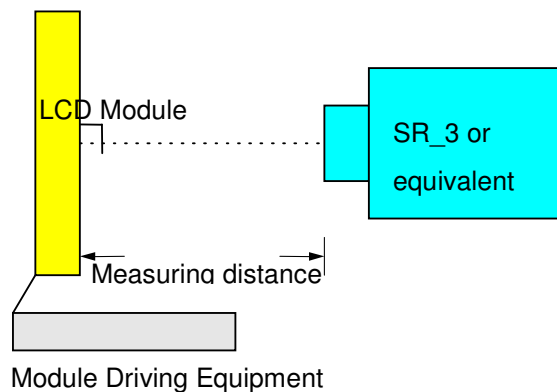 LCD Module
SR_3 or
equivalent
Measuring distance
Module Driving Equipment